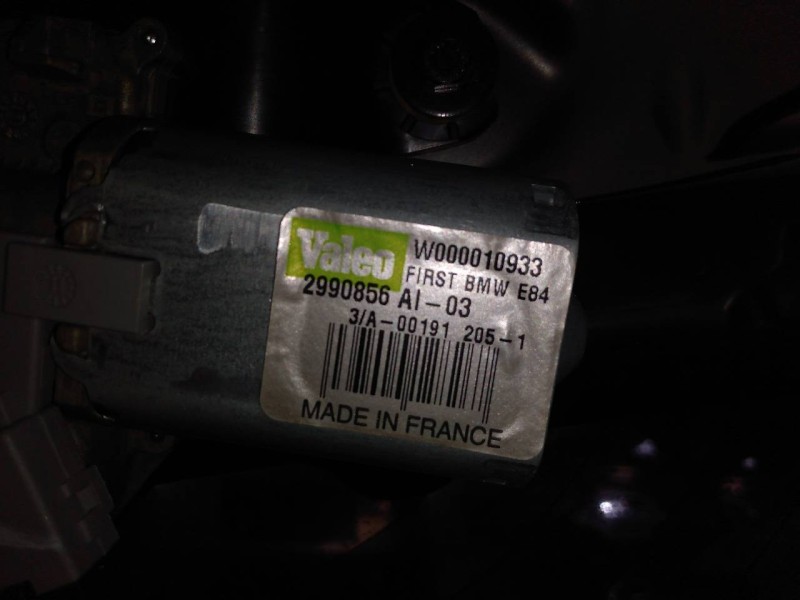 Valeo W000010933
FIRST BMW E84
2990856 AI-03
3/A-00191 205-1
MADE IN FRANCE